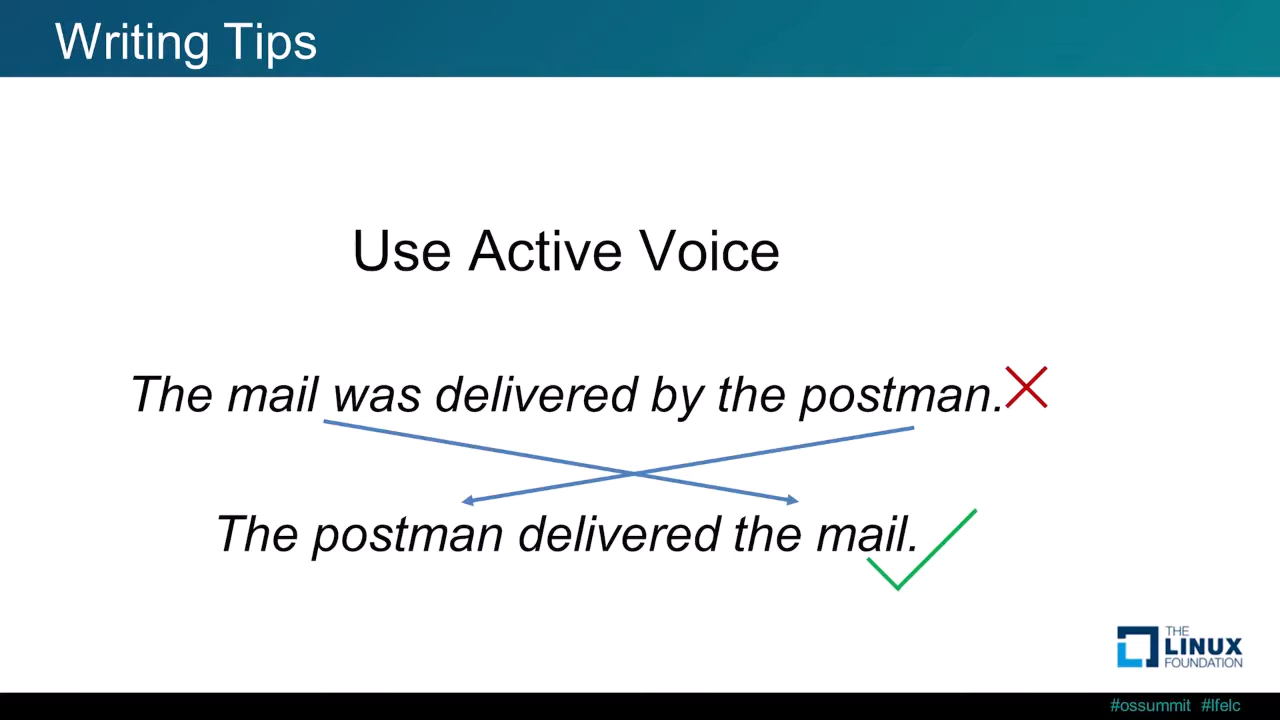 Writing Tips
Use Active Voice
The mail was delivered by the postman.
The postman delivered the mail.
THE
LINUX
FOUNDATION
#ossummit #lfelc